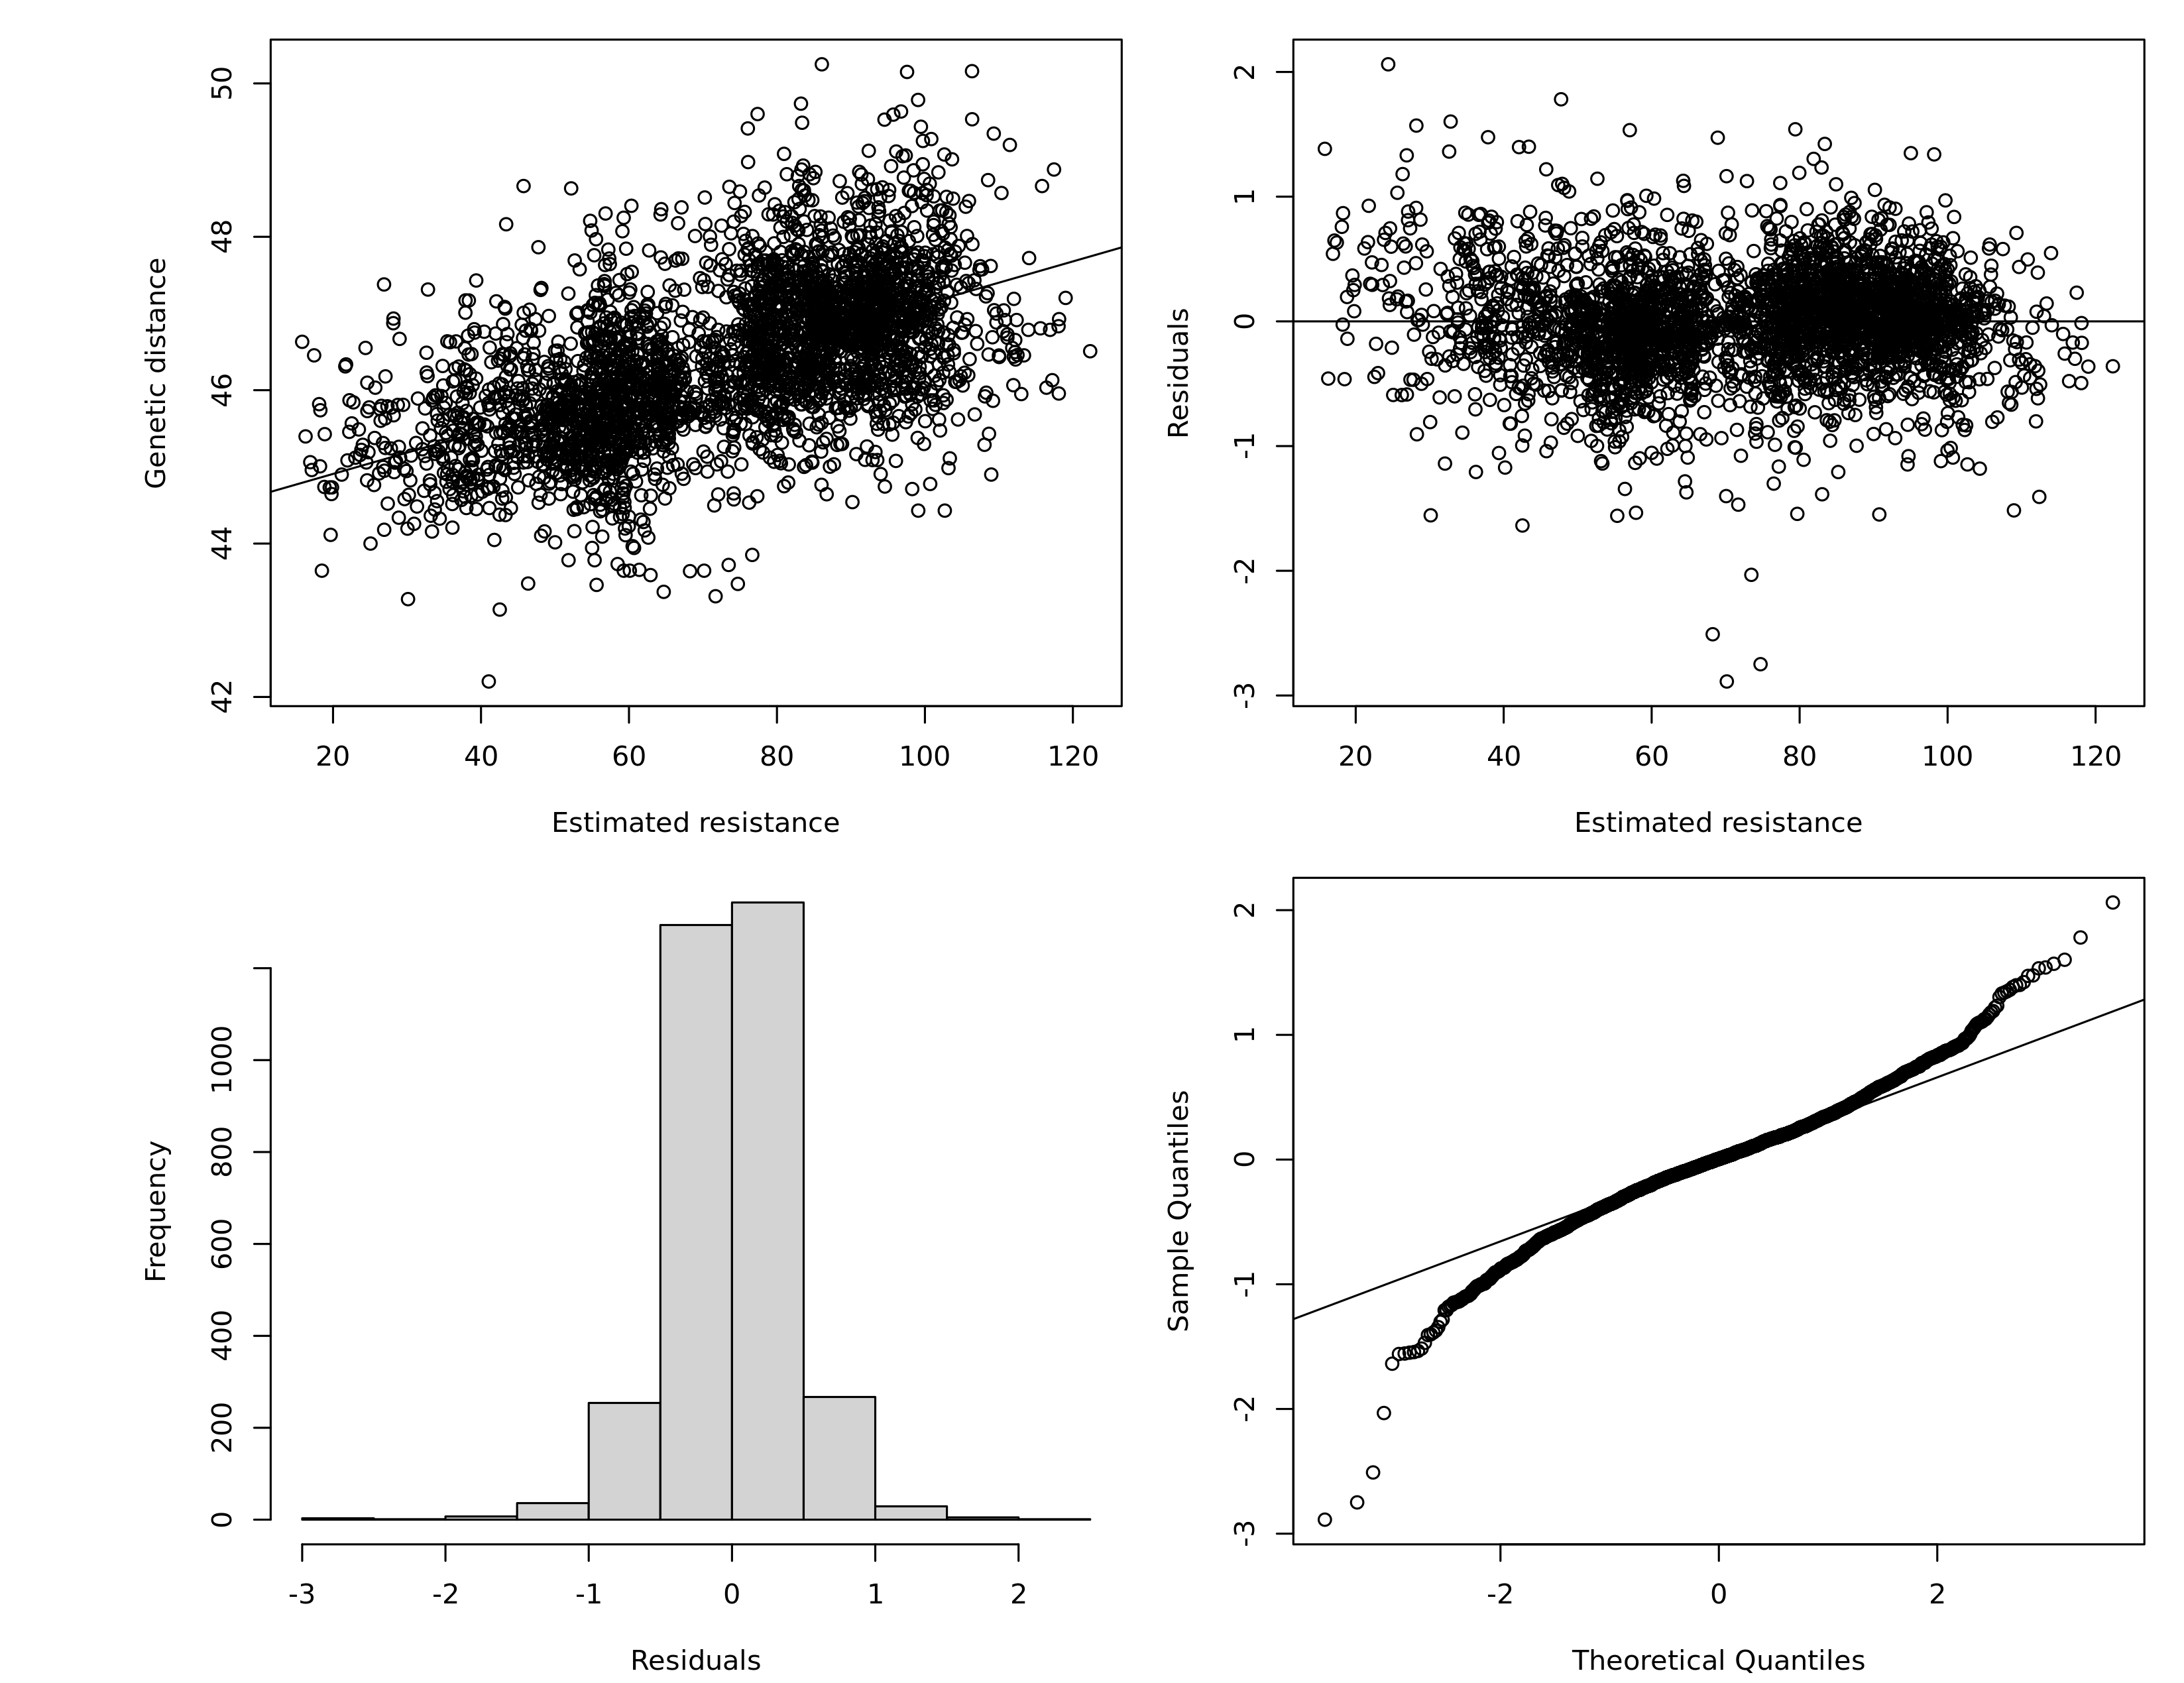 Genetic distance
50
48
46
44
42
20 40 60 80 100 120
Estimated resistance
Residuals
2
1
0
-1
-2
-3
20 40 60 80 100 120
Estimated resistance
Frequency
1000
800
600
400
200
0
-3 -2 -1 0 1 2
Residuals
Sample Quantiles
2
1
0
-1
-2
-3
-2 0 2
Theoretical Quantiles